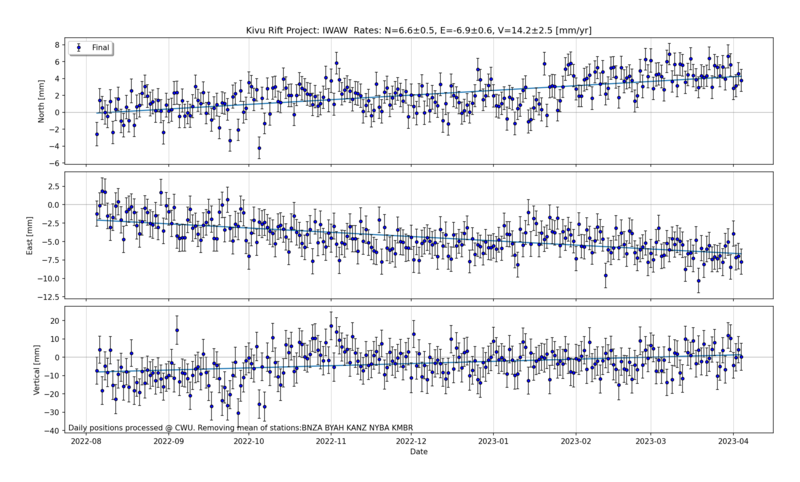 Kivu Rift Project: IWAW  Rates: N=6.6±0.5, E=-6.9±0.6, V=14.2±2.5 [mm/yr]
Final
8
6
4
2
0
−2
−4
−6
North [mm]
2.5
0.0
−2.5
−5.0
−7.5
−10.0
−12.5
East [mm]
20
10
0
−10
−20
−30
−40
Vertical [mm]
Daily positions processed @ CWU. Removing mean of stations:BNZA BYAH KANZ NYBA KMBR
2022-08 2022-09 2022-10 2022-11 2022-12 2023-01 2023-02 2023-03 2023-04
Date